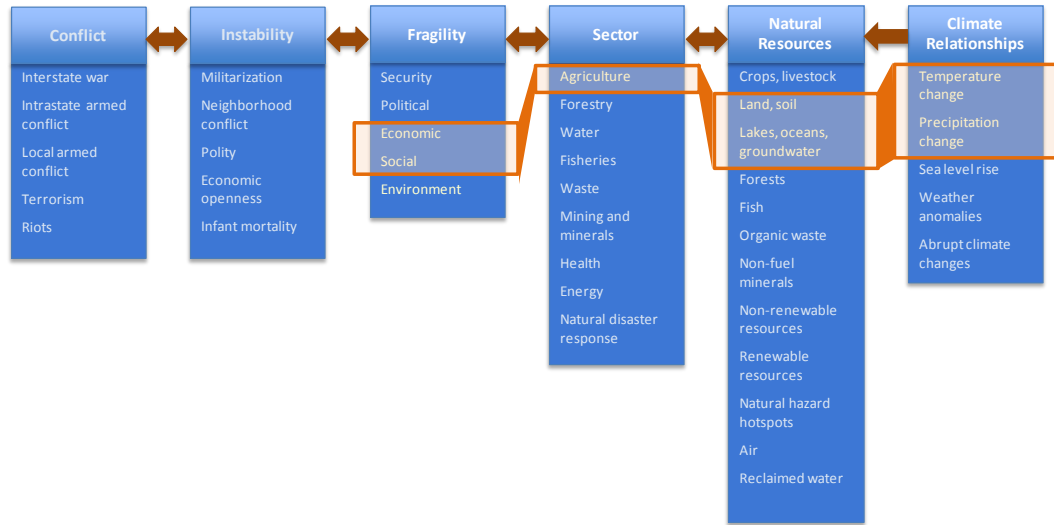 Conflict
Interstate war
Intrastate armed
conflict
Local armed
conflict
Terrorism
Riots
Instability
Militarization
Neighborhood
conflict
Polity
Economic
openness
Infant mortality
Fragility
Security
Political
Economic
Social
Environment
Sector
Agriculture
Forestry
Water
Fisheries
Waste
Mining and
minerals
Health
Energy
Natural disaster
response
Natural
Resources
Crops, livestock
Land, soil
Lakes, oceans,
groundwater
Forests
Fish
Organic waste
Non-fuel
minerals
Non-renewable
resources
Renewable
resources
Natural hazard
hotspots
Air
Reclaimed water
Climate
Relationships
Temperature
change
Precipitation
change
Sea level rise
Weather
anomalies
Abrupt climate
changes